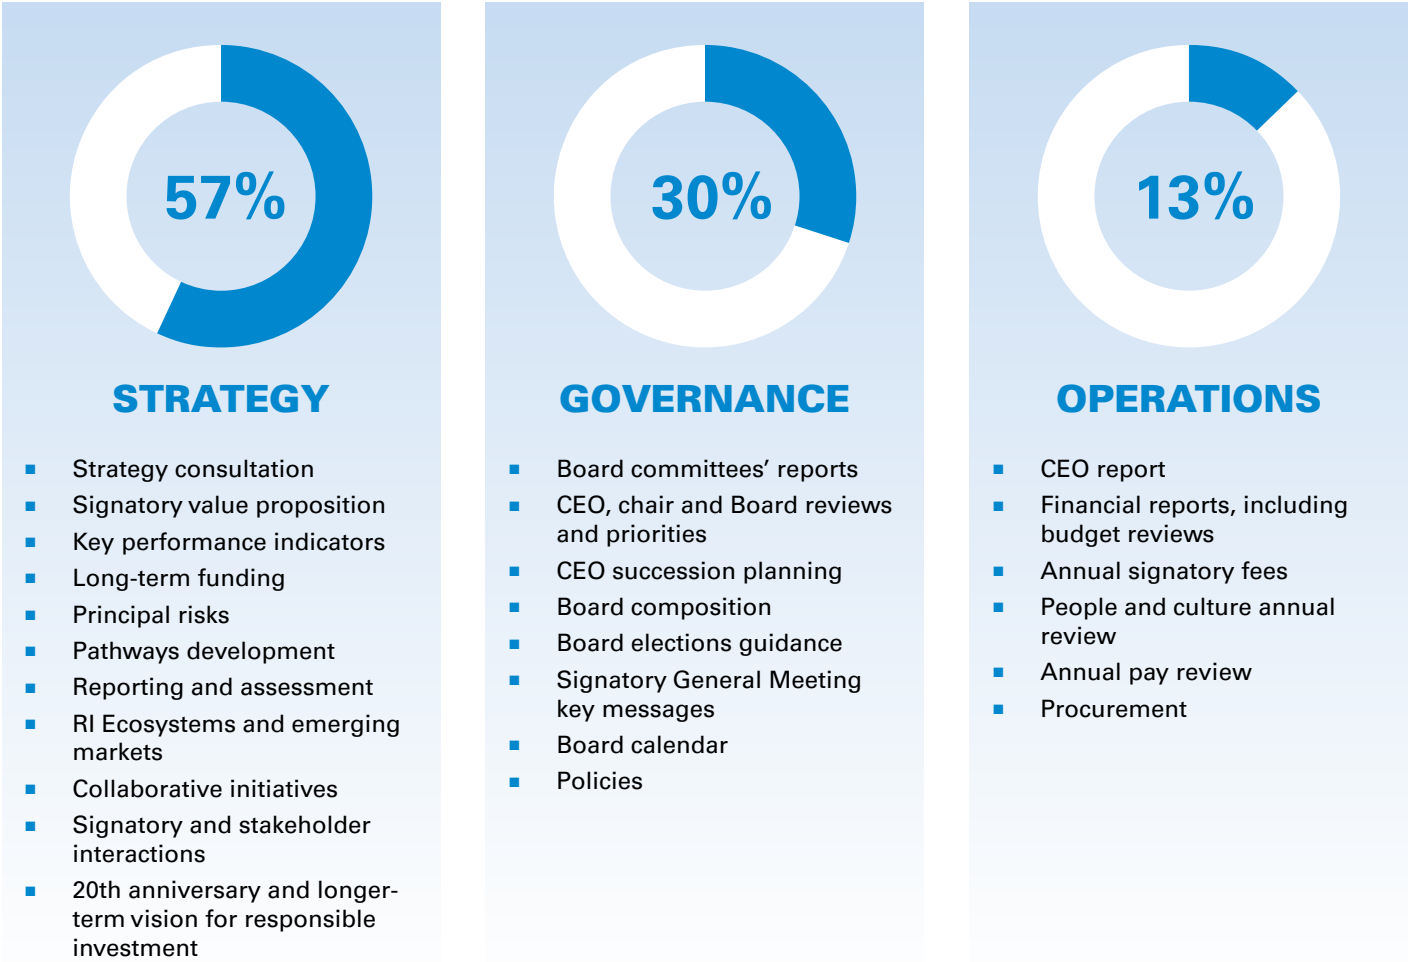 57%
STRATEGY
▪ Strategy consultation
▪ Signatory value proposition
▪ Key performance indicators
▪ Long-term funding
▪ Principal risks
▪ Pathways development
▪ Reporting and assessment
▪ RI Ecosystems and emerging
markets
▪ Collaborative initiatives
▪ Signatory and stakeholder
interactions
▪ 20th anniversary and longer-
term vision for responsible
investment
30%
GOVERNANCE
▪ Board committees’ reports
▪ CEO, chair and Board reviews
and priorities
▪ CEO succession planning
▪ Board composition
▪ Board elections guidance
▪ Signatory General Meeting
key messages
▪ Board calendar
▪ Policies
13%
OPERATIONS
▪ CEO report
▪ Financial reports, including
budget reviews
▪ Annual signatory fees
▪ People and culture annual
review
▪ Annual pay review
▪ Procurement